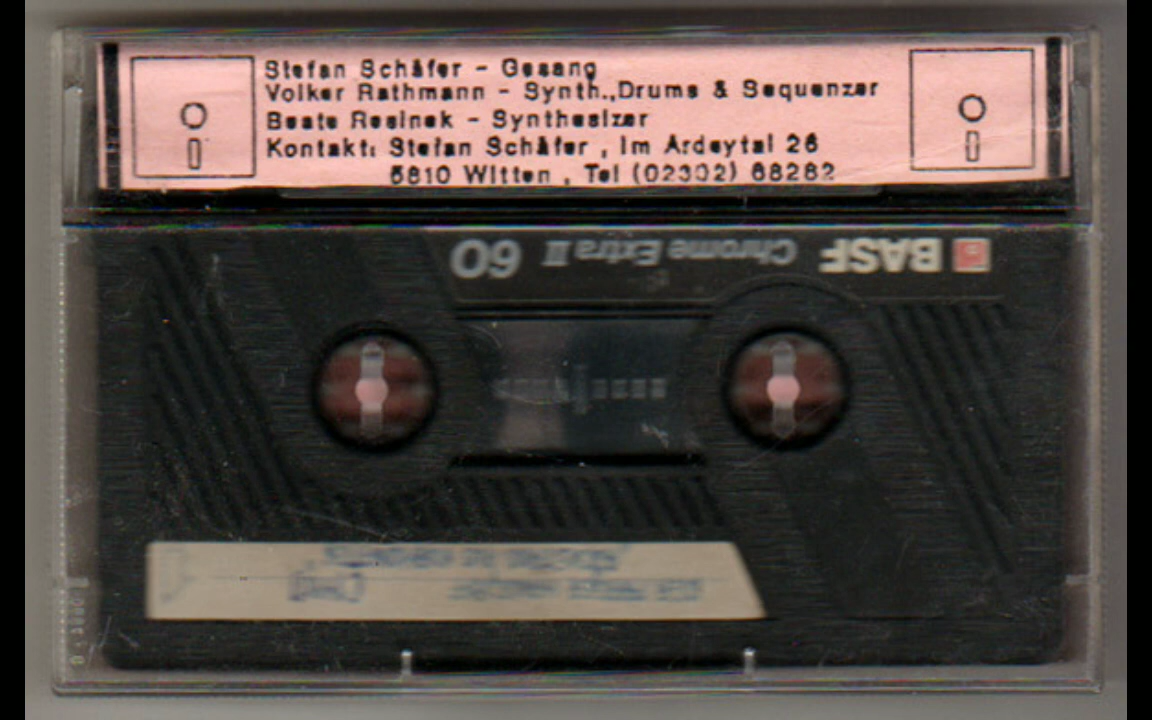 Stefan Schäfer - Gesang
Volker Rathmann - Synth.,Drums & Sequenzer
Beate Resinek - Synthesizer
Kontakt: Stefan Schäfer , Im Ardeytal 26
5810 Witten , Tel (02302) 68282
BASF Chrome Extra II 60